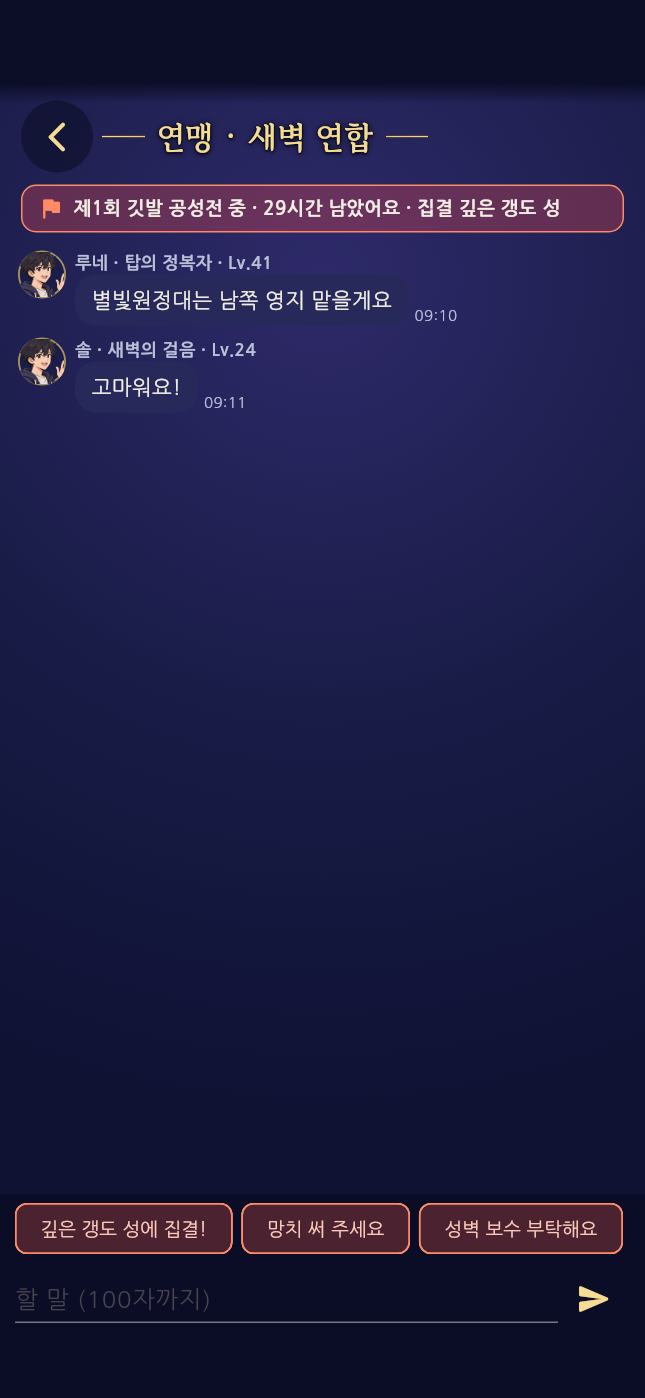 연맹 · 새벽 연합
제1회 깃발 공성전 중 · 29시간 남았어요 · 집결 깊은 갱도 성
루네 · 탑의 정복자 · Lv.41
별빛원정대는 남쪽 영지 맡을게요
09:10
솔 · 새벽의 걸음 · Lv.24
고마워요!
09:11
깊은 갱도 성에 집결!
망치 써 주세요
성벽 보수 부탁해요
할 말 (100자까지)